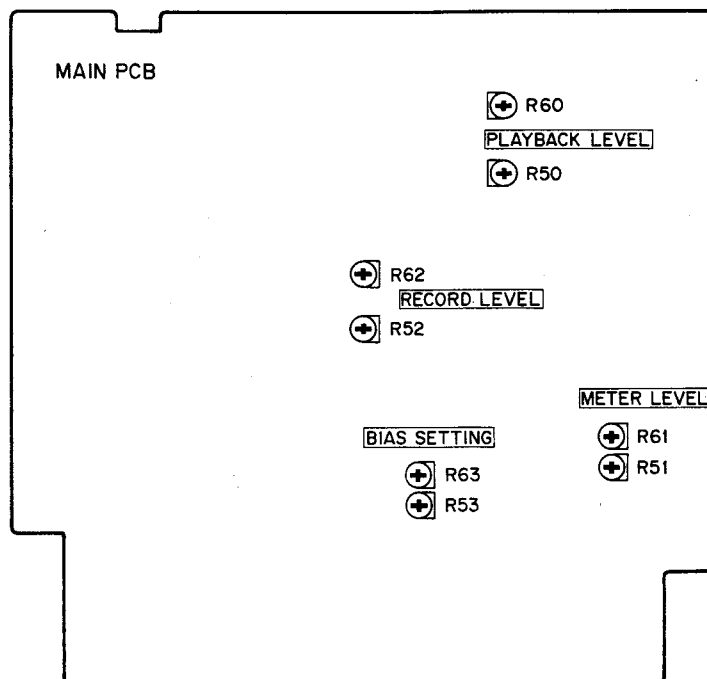 MAIN PCB
R60
PLAYBACK LEVEL
R50
R62
RECORD LEVEL
R52
METER LEVEL
BIAS SETTING
R61
R63
R51
R53